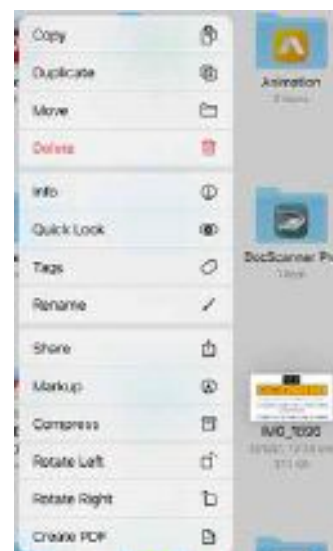 Copy
Duplicate
Move
Delete
Info
Quick Look
Tags
Rename
Share
Markup
Compress
Rotate Left
Rotate Right
Create PDF
Animation
DocScanner Pr